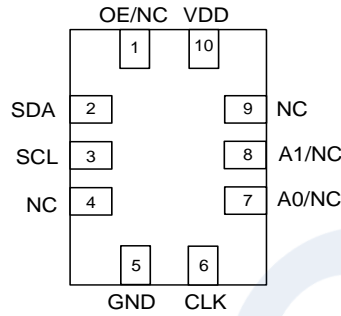 OE/NC VDD
1 10
SDA 2 9 NC
SCL 3 8 A1/NC
NC 4 7 A0/NC
5 6
GND CLK